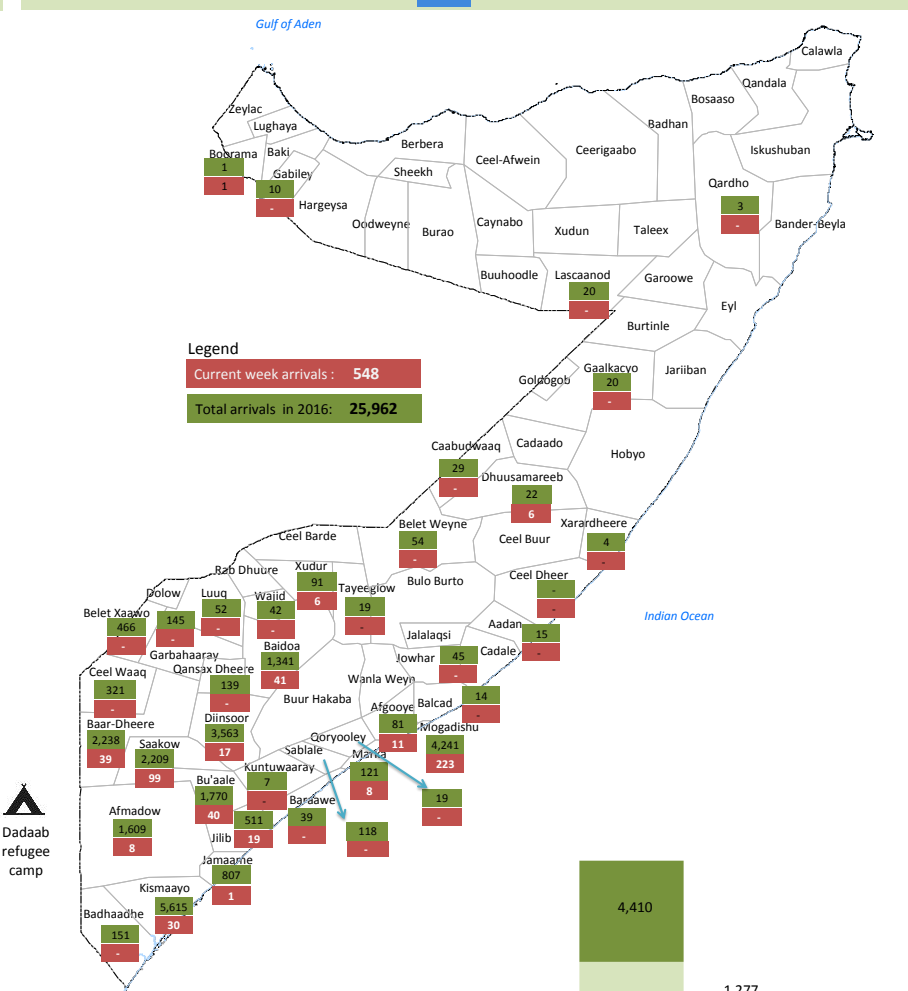 Gulf of Aden
Calawla
Qandala
Bosaaso
Zeylac
Badhan
Lughaya
Berbera
Ceerigaabo
Iskushuban
Boorama
Baki
Ceel-Afwein
1
1
Gabiley
Sheekh
Qardho
10
-
Hargeysa
3
-
Oodweyne
Burao
Caynabo
Xudun
Taleex
Bander-Beyla
Buuhoodle
Lascaanod
Garoowe
20
-
Eyl
Burtinle
Legend
Current week arrivals : 548
Total arrivals in 2016: 25,962
Goldogob
Gaalkacyo
Jariiban
20
-
Caabudwaaq
Cadaado
Hobyo
29
-
Dhuusamareeb
22
6
Belet Weyne
Xarardheere
Ceel Barde
54
-
Ceel Buur
4
-
Rab Dhuure
Xudur
91
6
Tayeeglow
Bulo Burto
Ceel Dheer
-
-
Dolow
Luuq
Wajid
Belet Xaawo
52
-
42
-
19
-
Indian Ocean
466
-
145
-
Aadan
15
-
Garbahaaray
Baidoa
Jalalaqsi
Cadale
Ceel Waaq
Qansax Dheere
1,341
41
Jowhar
45
-
321
-
139
-
Buur Hakaba
Wanla Weyn
Balcad
14
-
Baar-Dheere
Diinsoor
Afgooye
Mogadishu
2,238
39
Saakow
3,563
17
Qoryooley
81
11
4,241
223
2,209
99
Sablale
Marka
Bu'aale
Kuntuwaaray
121
8
1,770
40
7
-
Baraawe
19
-
Afmadow
511
19
39
-
118
-
1,609
8
Jilib
Dadaab
refugee
camp
Jamaame
807
1
Kismaayo
5,615
30
Badhaadhe
151
-
4,410
1,277